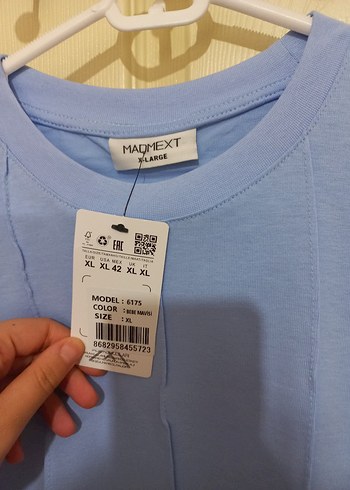 MADMEXT
X-LARGE
EAC
EUR USA MEX UK IT
XL XL 42 XL XL
MODEL : 6175
COLOR : BEBE MAVİSİ
SIZE : XL
8682958455723